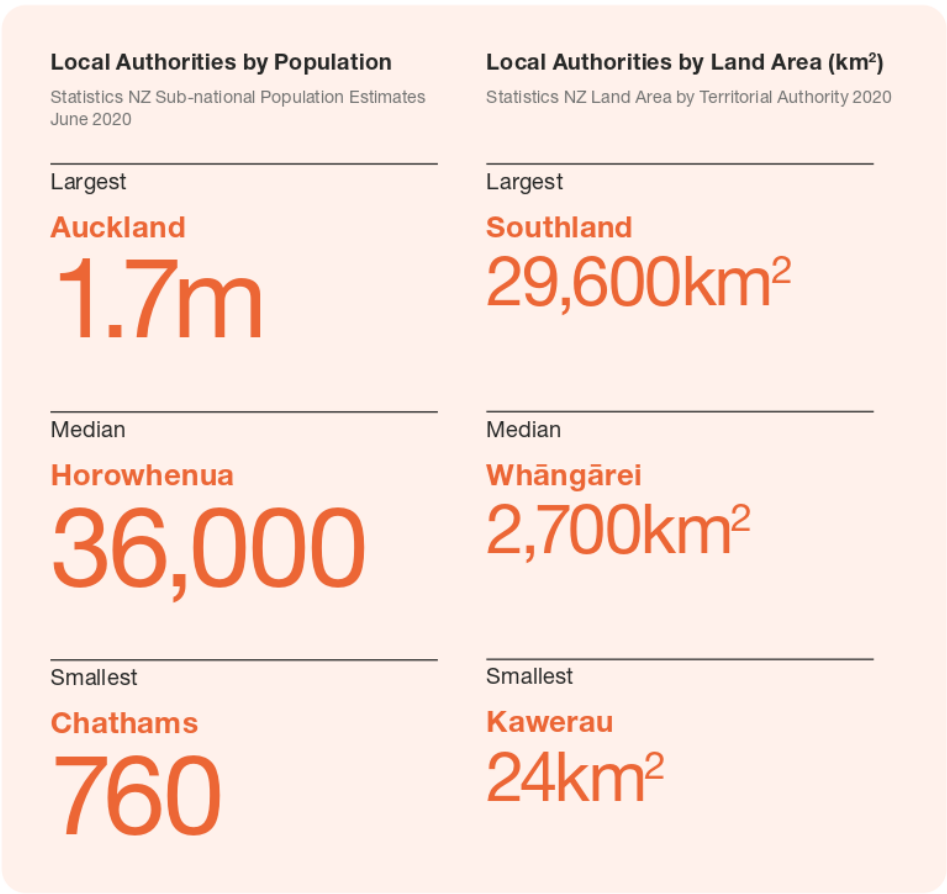 Local Authorities by Population
Statistics NZ Sub-national Population Estimates
June 2020
Largest
Auckland
1.7m
Median
Horowhenua
36,000
Smallest
Chathams
760
Local Authorities by Land Area (km²)
Statistics NZ Land Area by Territorial Authority 2020
Largest
Southland
29,600km²
Median
Whāngārei
2,700km²
Smallest
Kawerau
24km²